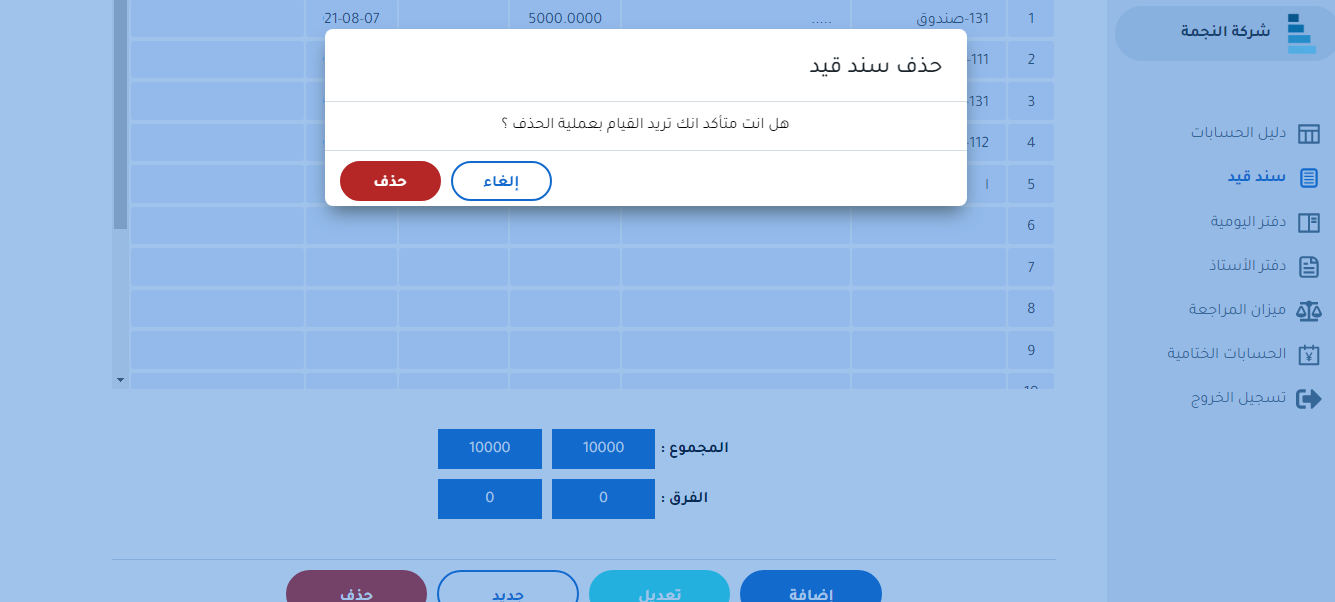 شركة النجمة
دليل الحسابات
سند قيد
دفتر اليومية
دفتر الأستاذ
ميزان المراجعة
الحسابات الختامية
تسجيل الخروج
1 131-صندوق ..... 5000.0000 21-08-07
2 111-
3 131-
4 112-
5 ا
6
7
8
9
10
حذف سند قيد
هل انت متأكد انك تريد القيام بعملية الحذف ؟
إلغاء حذف
المجموع : 10000 10000
الفرق : 0 0
إضافة تعديل جديد حذف